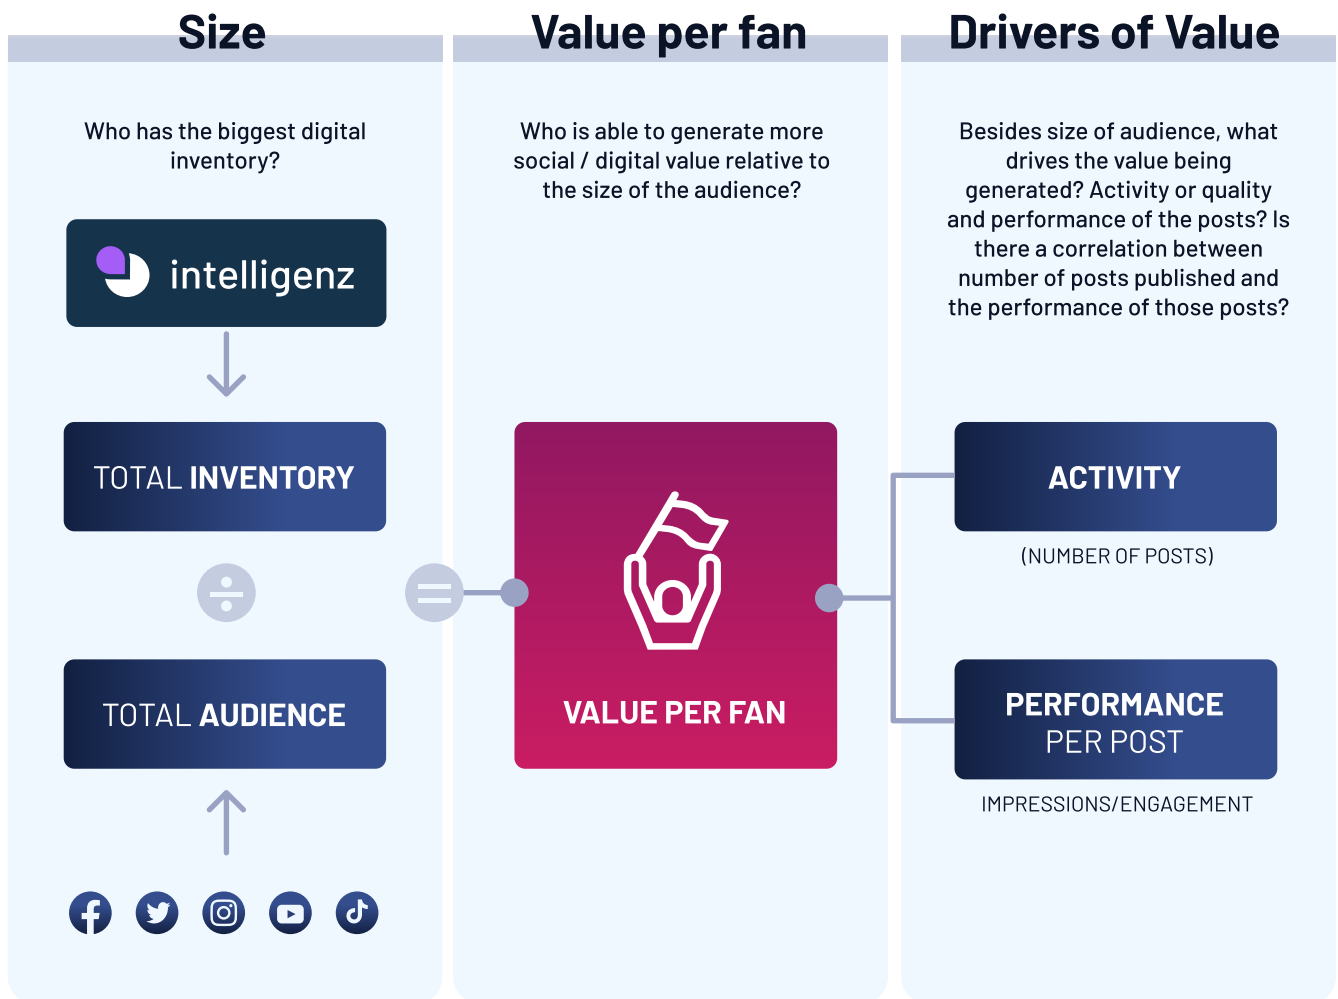 Size
Who has the biggest digital
inventory?
intelligenz
TOTAL INVENTORY
÷
=
TOTAL AUDIENCE
Value per fan
Who is able to generate more
social / digital value relative to
the size of the audience?
VALUE PER FAN
Drivers of Value
Besides size of audience, what
drives the value being
generated? Activity or quality
and performance of the posts? Is
there a correlation between
number of posts published and
the performance of those posts?
ACTIVITY
(NUMBER OF POSTS)
PERFORMANCE
PER POST
IMPRESSIONS/ENGAGEMENT